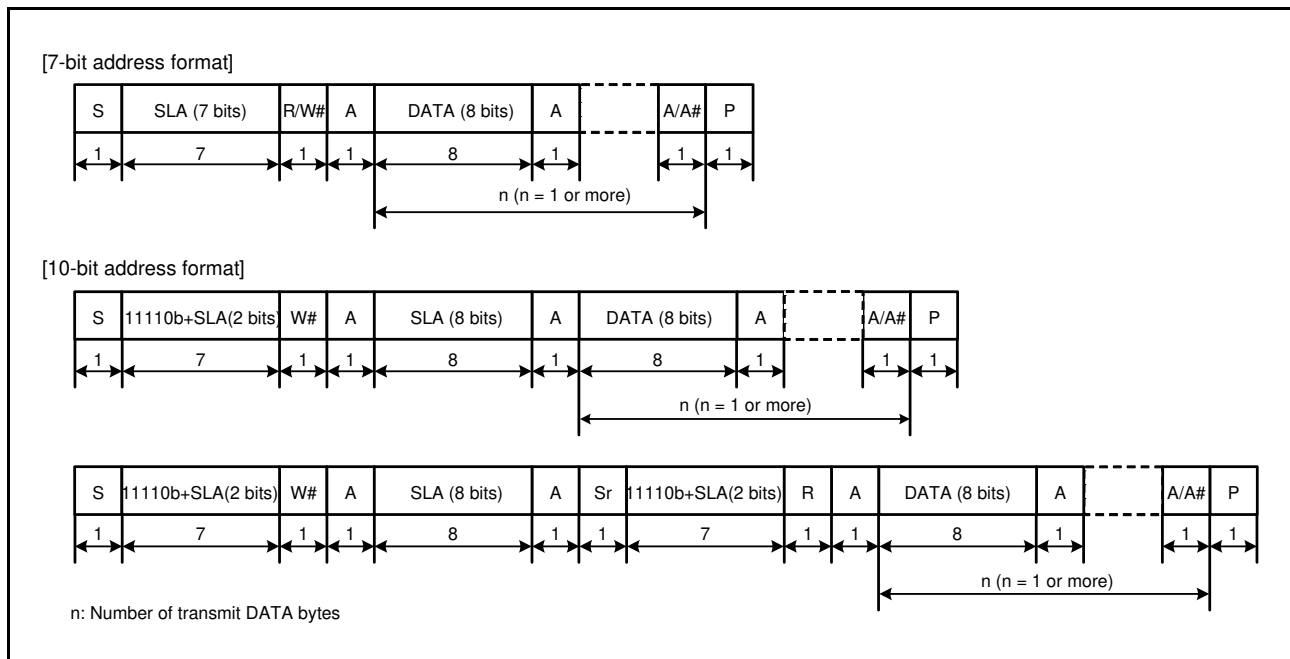 [7-bit address format]
S SLA (7 bits) R/W# A DATA (8 bits) A A/A# P
1 7 1 1 8 1 1 1
n (n = 1 or more)
[10-bit address format]
S 11110b+SLA(2 bits) W# A SLA (8 bits) A DATA (8 bits) A A/A# P
1 7 1 1 8 1 8 1 1 1
n (n = 1 or more)
S 11110b+SLA(2 bits) W# A SLA (8 bits) A Sr 11110b+SLA(2 bits) R A DATA (8 bits) A A/A# P
1 7 1 1 8 1 1 7 1 1 8 1 1 1
n (n = 1 or more)
n: Number of transmit DATA bytes